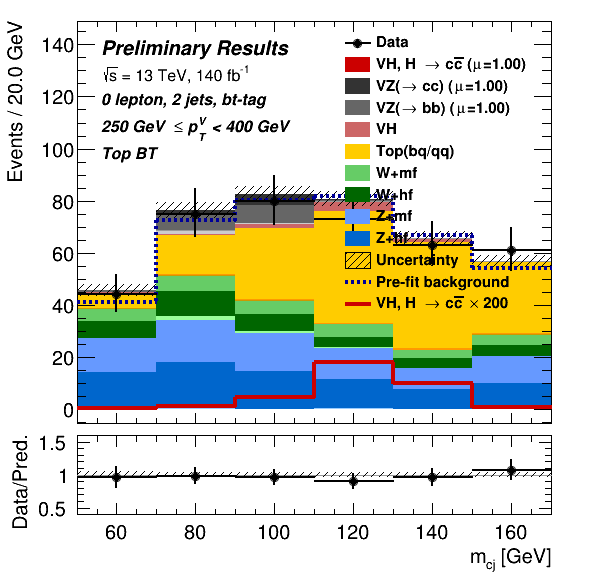 Events / 20.0 GeV
140
120
100
80
60
40
20
0
Preliminary Results
√s = 13 TeV, 140 fb⁻¹
0 lepton, 2 jets, bt-tag
250 GeV ≤ p_T^V < 400 GeV
Top BT
Data
VH, H → cc̅ (μ=1.00)
VZ(→ cc) (μ=1.00)
VZ(→ bb) (μ=1.00)
VH
Top(bq/qq)
W+mf
W+hf
Z+mf
Z+hf
Uncertainty
Pre-fit background
VH, H → cc̅ × 200
Data/Pred.
1.5
1
0.5
60 80 100 120 140 160
m_cj [GeV]